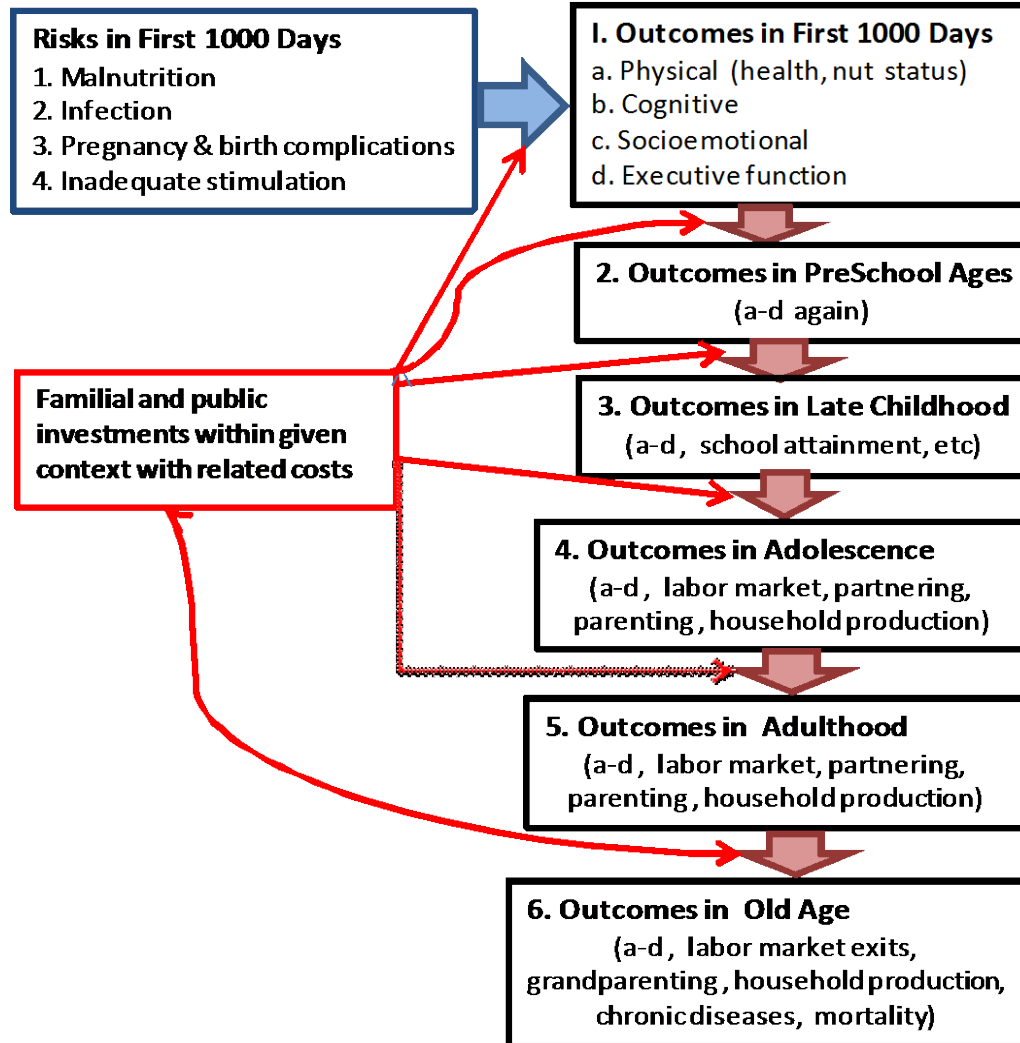 Risks in First 1000 Days
1. Malnutrition
2. Infection
3. Pregnancy & birth complications
4. Inadequate stimulation
I. Outcomes in First 1000 Days
a. Physical (health, nut status)
b. Cognitive
c. Socioemotional
d. Executive function
2. Outcomes in PreSchool Ages
(a-d again)
Familial and public
investments within given
context with related costs
3. Outcomes in Late Childhood
(a-d, school attainment, etc)
4. Outcomes in Adolescence
(a-d, labor market, partnering,
parenting, household production)
5. Outcomes in Adulthood
(a-d, labor market, partnering,
parenting, household production)
6. Outcomes in Old Age
(a-d, labor market exits,
grandparenting, household production,
chronic diseases, mortality)